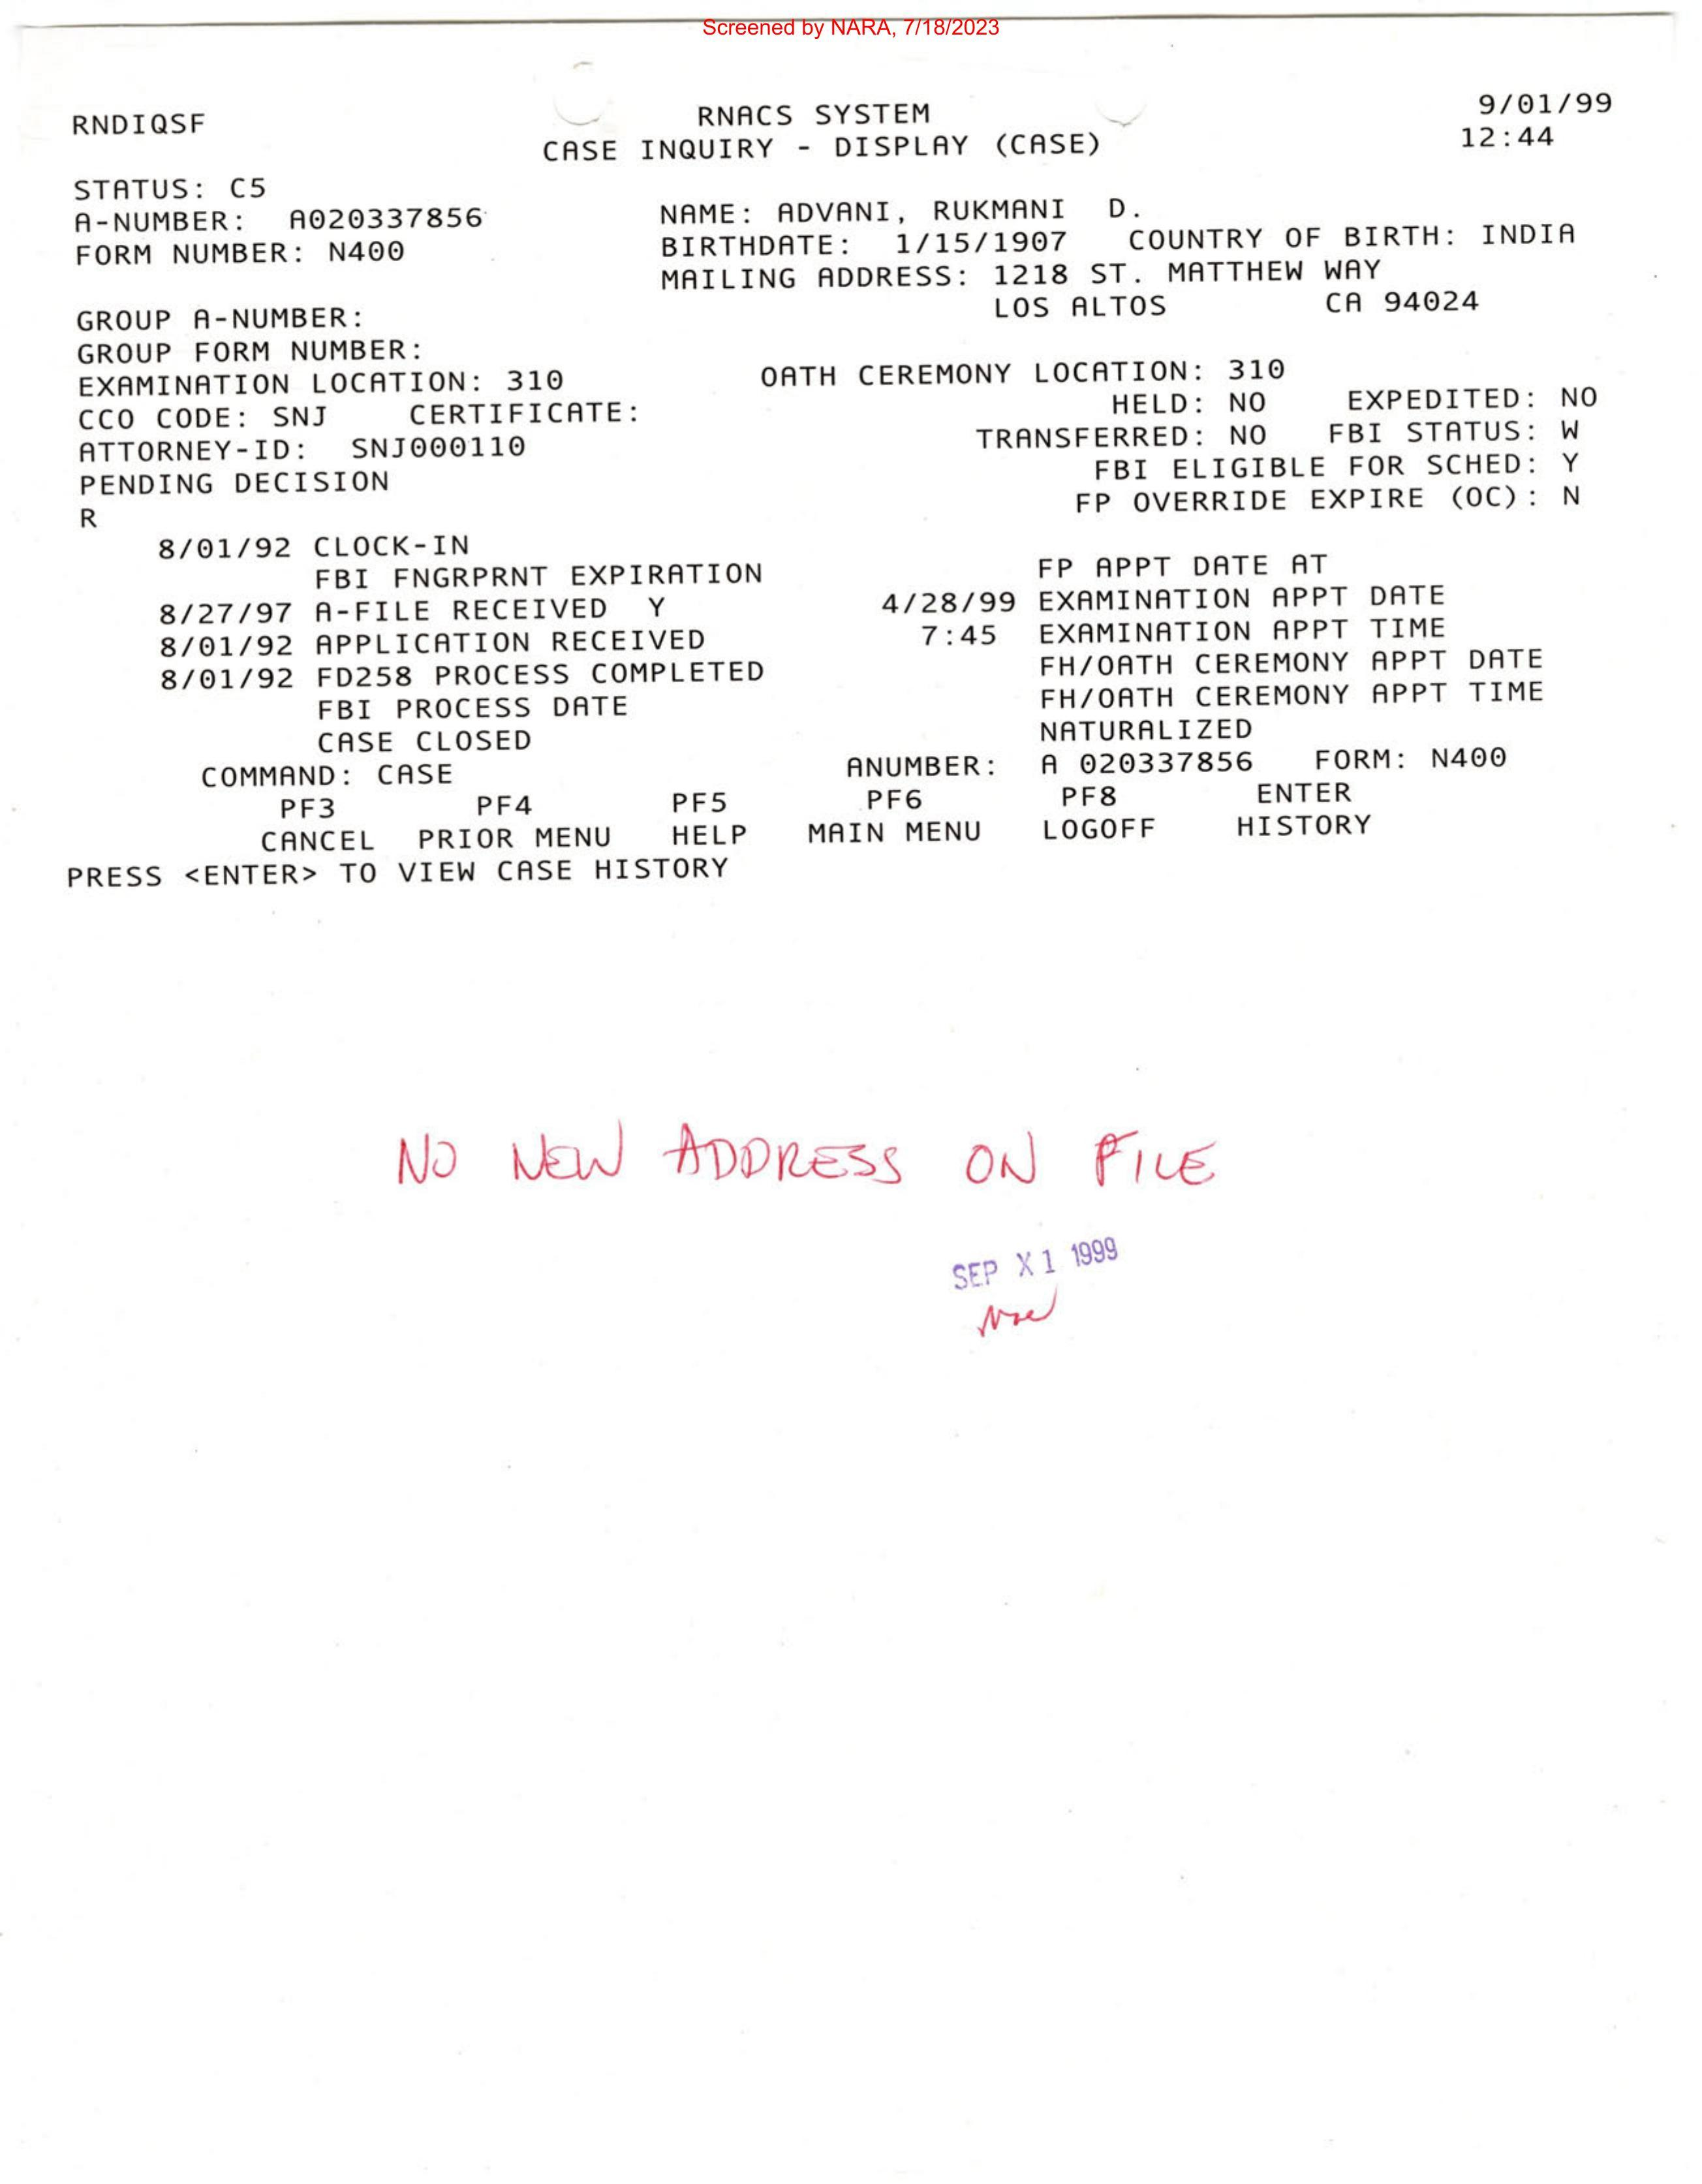 Screened by NARA, 7/18/2023
RNDIQSF RNACS SYSTEM 9/01/99
CASE INQUIRY - DISPLAY (CASE) 12:44
STATUS: C5
A-NUMBER: A020337856 NAME: ADVANI, RUKMANI D.
FORM NUMBER: N400 BIRTHDATE: 1/15/1907 COUNTRY OF BIRTH: INDIA
MAILING ADDRESS: 1218 ST. MATTHEW WAY
GROUP A-NUMBER: LOS ALTOS CA 94024
GROUP FORM NUMBER:
EXAMINATION LOCATION: 310 OATH CEREMONY LOCATION: 310
CCO CODE: SNJ CERTIFICATE: HELD: NO EXPEDITED: NO
ATTORNEY-ID: SNJ000110 TRANSFERRED: NO FBI STATUS: W
PENDING DECISION FBI ELIGIBLE FOR SCHED: Y
R FP OVERRIDE EXPIRE (OC): N
8/01/92 CLOCK-IN
FBI FNGRPRNT EXPIRATION FP APPT DATE AT
8/27/97 A-FILE RECEIVED Y 4/28/99 EXAMINATION APPT DATE
8/01/92 APPLICATION RECEIVED 7:45 EXAMINATION APPT TIME
8/01/92 FD258 PROCESS COMPLETED FH/OATH CEREMONY APPT DATE
FBI PROCESS DATE FH/OATH CEREMONY APPT TIME
CASE CLOSED NATURALIZED
COMMAND: CASE ANUMBER: A 020337856 FORM: N400
PF3 PF4 PF5 PF6 PF8 ENTER
CANCEL PRIOR MENU HELP MAIN MENU LOGOFF HISTORY
PRESS <ENTER> TO VIEW CASE HISTORY
NO NEW ADDRESS ON FILE
SEP X 1 1999